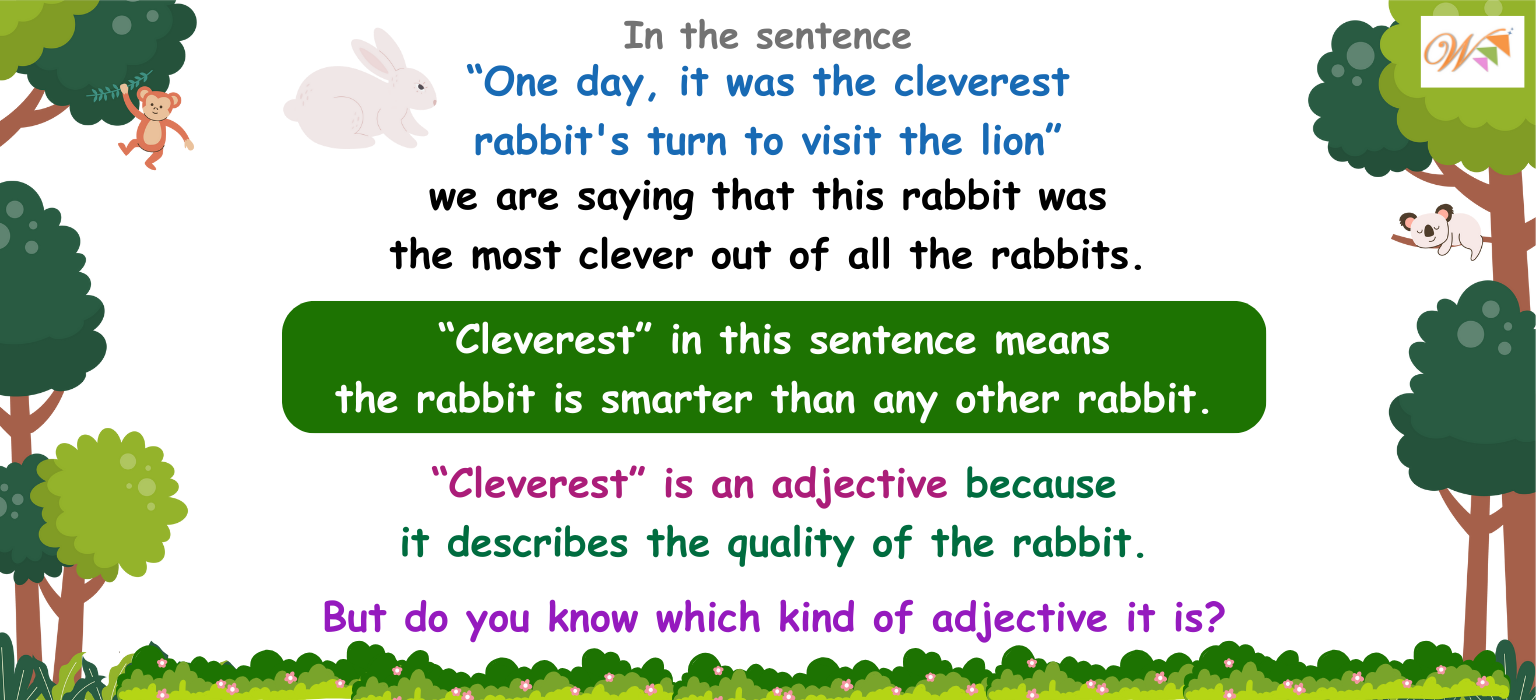 In the sentence
“One day, it was the cleverest
rabbit's turn to visit the lion”
we are saying that this rabbit was
the most clever out of all the rabbits.
“Cleverest” in this sentence means
the rabbit is smarter than any other rabbit.
“Cleverest” is an adjective because
it describes the quality of the rabbit.
But do you know which kind of adjective it is?
W